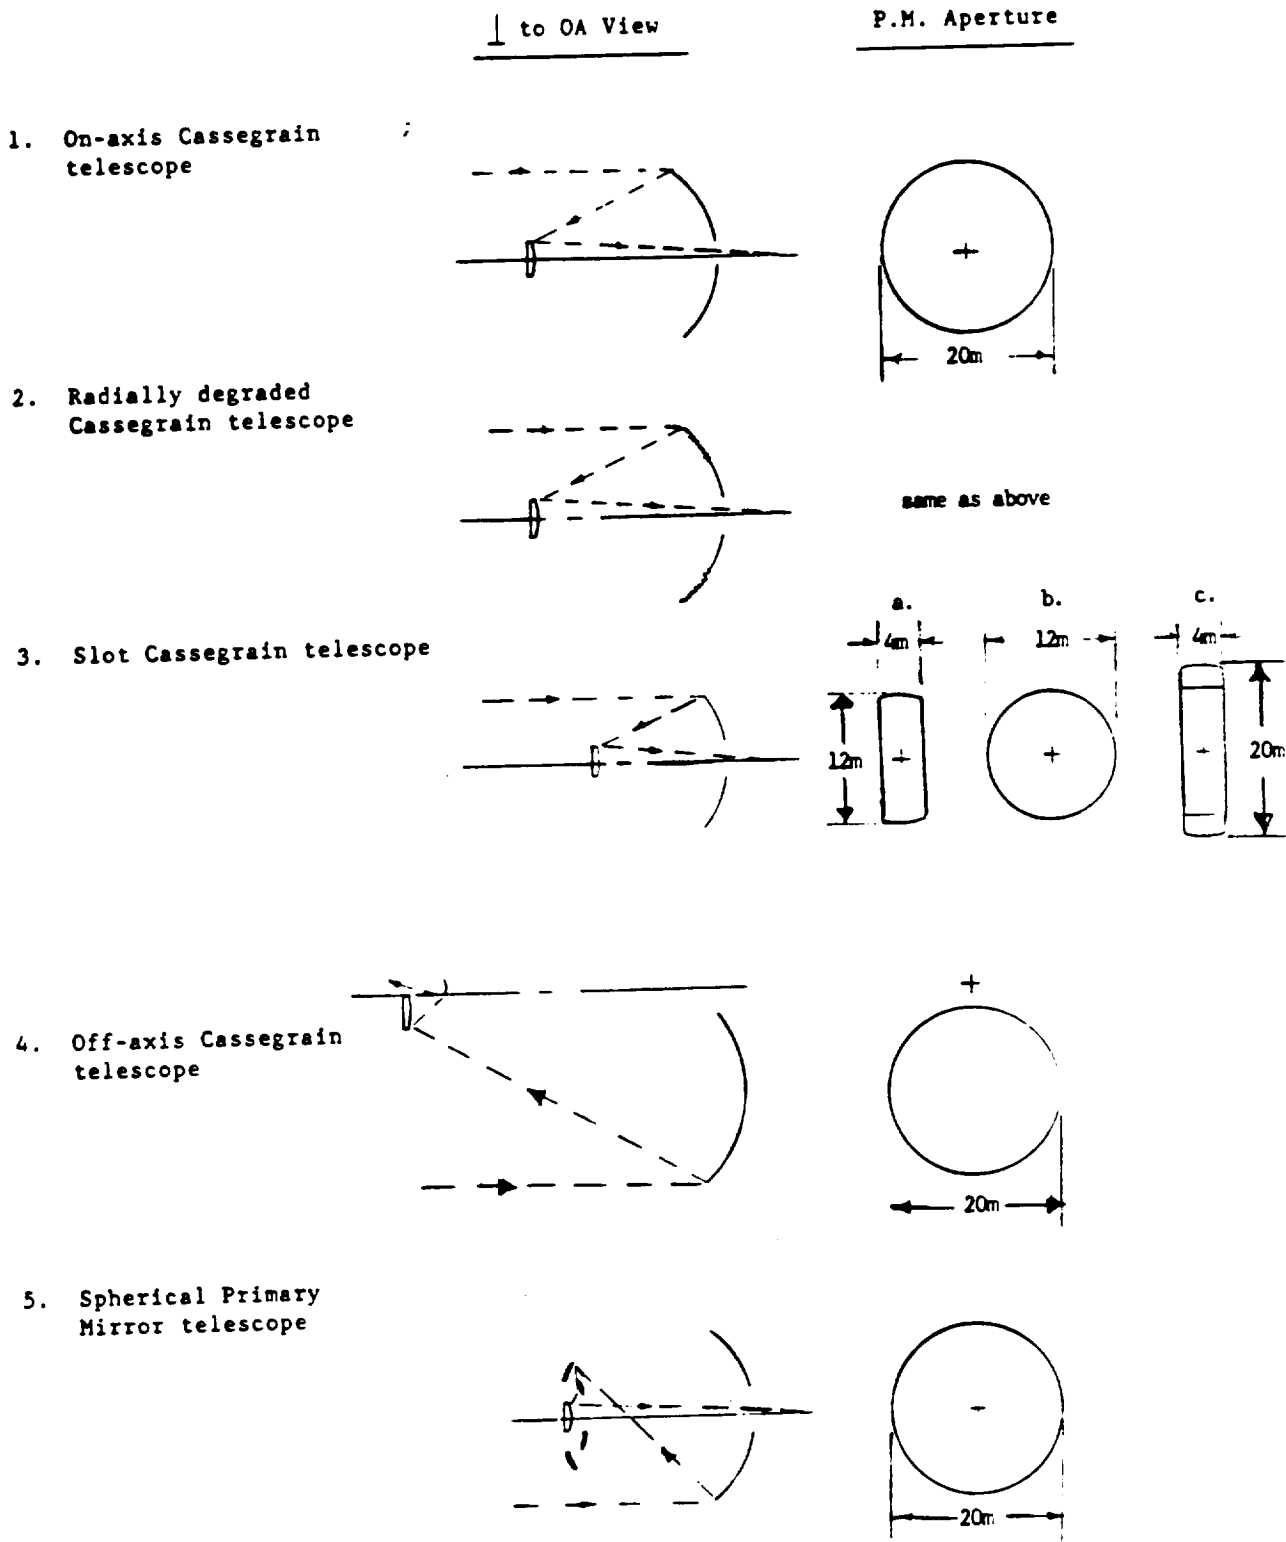 ⊥ to OA View
P.M. Aperture
1. On-axis Cassegrain
telescope
20m
2. Radially degraded
Cassegrain telescope
same as above
3. Slot Cassegrain telescope
a.
b.
c.
4m
12m
4m
12m
20m
4. Off-axis Cassegrain
telescope
20m
5. Spherical Primary
Mirror telescope
20m